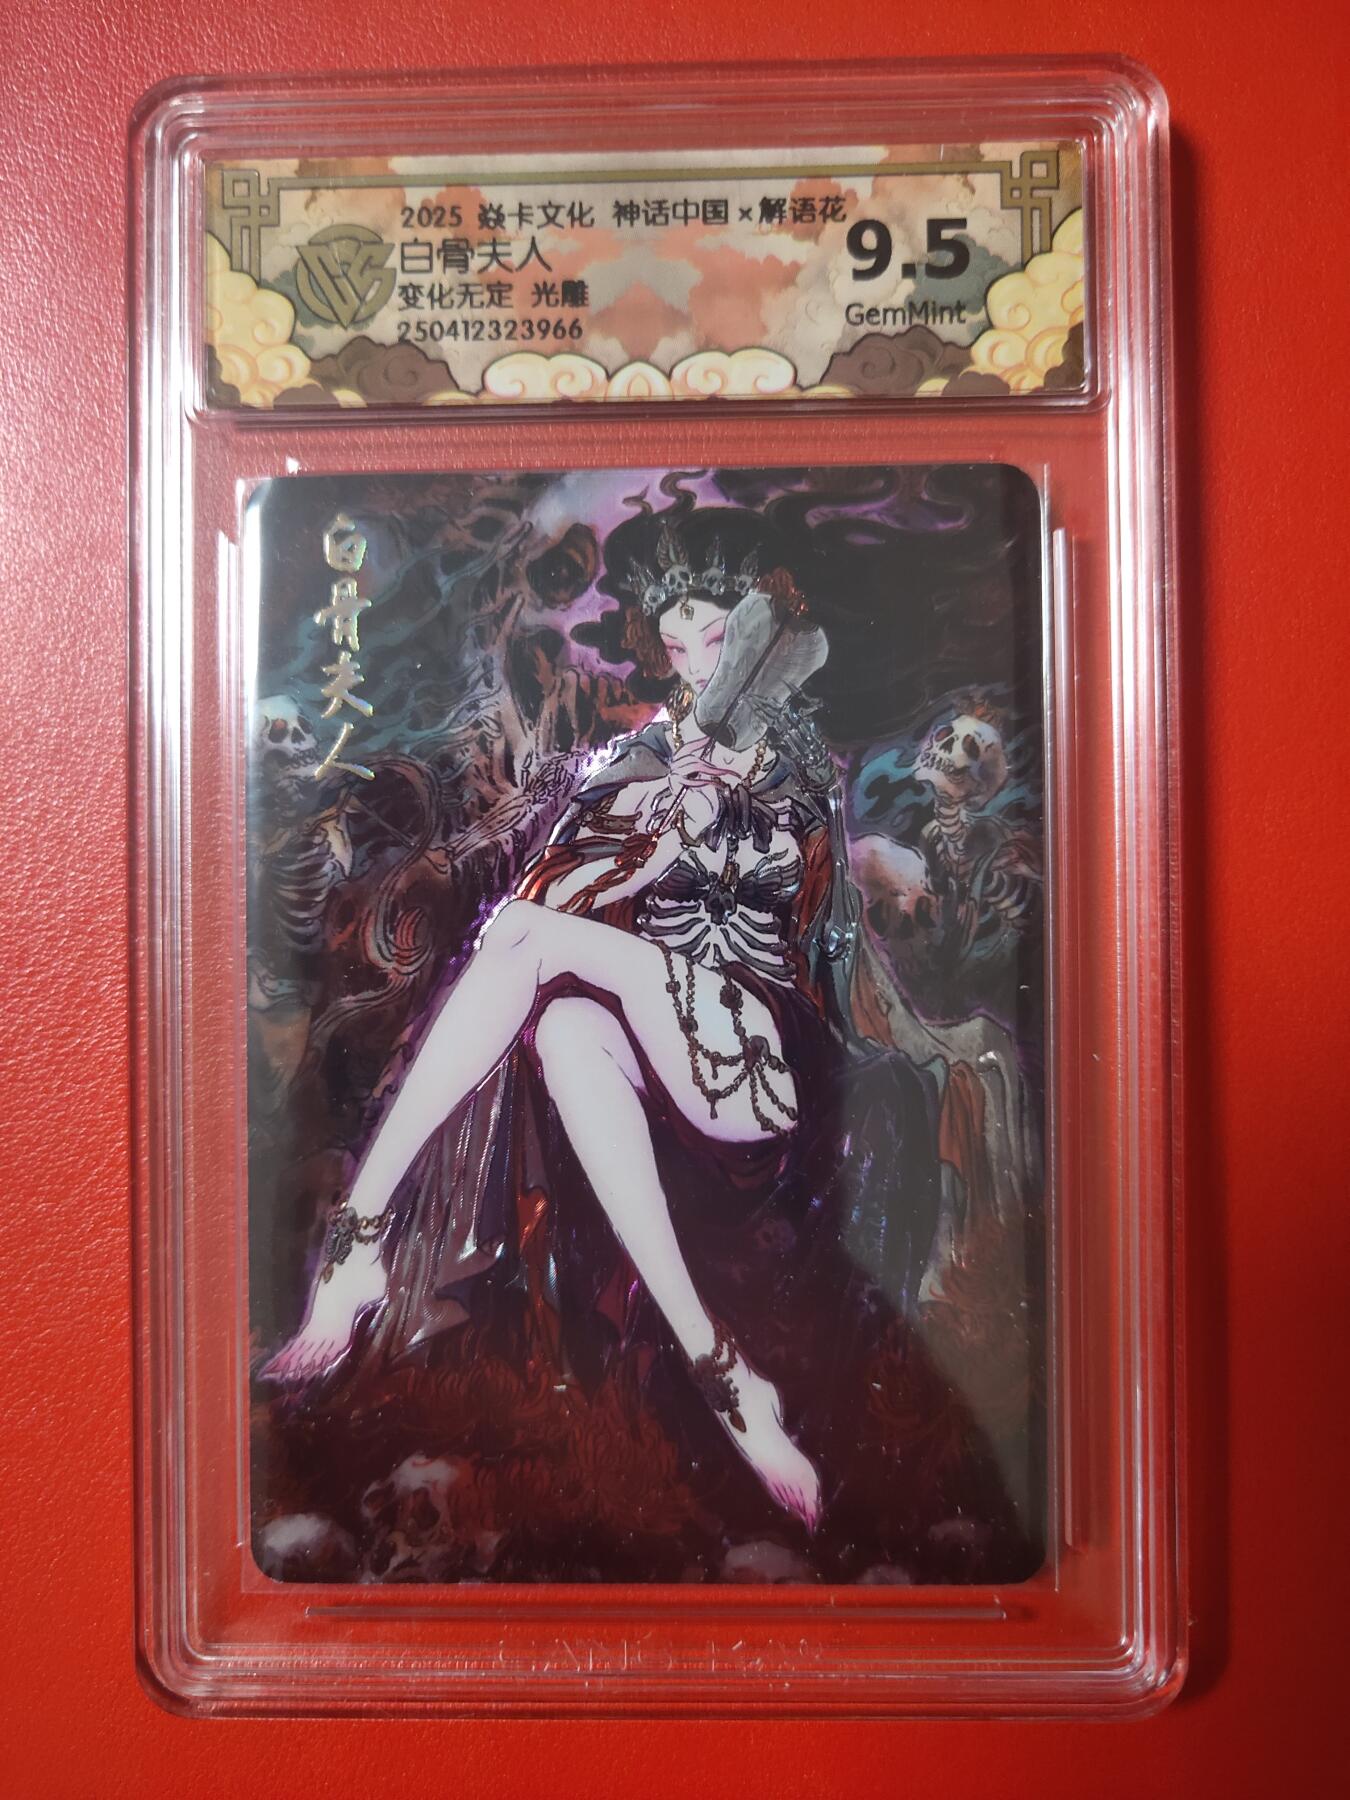 2025 焱卡文化 神话中国×解语花
白骨夫人
变化无定 光雕
250412323966
9.5
GemMint
白骨夫人